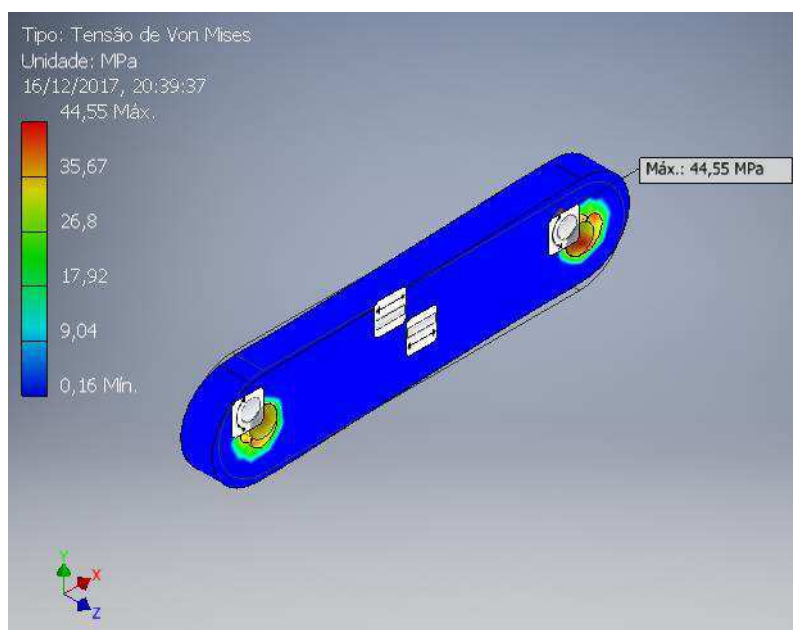 Tipo: Tensão de Von Mises
Unidade: MPa
16/12/2017, 20:39:37
44,55 Máx.
35,67
26,8
17,92
9,04
0,16 Mín.
Máx.: 44,55 MPa
Y
X
Z